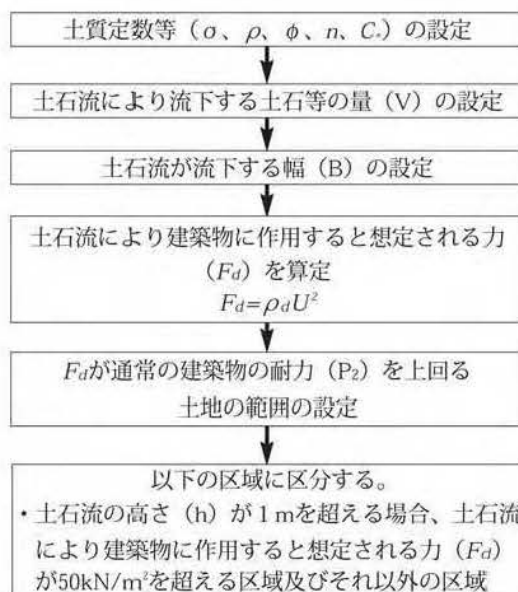 土質定数等（σ、ρ、φ、n、C*）の設定
土石流により流下する土石等の量（V）の設定
土石流が流下する幅（B）の設定
土石流により建築物に作用すると想定される力
（Fd）を算定
Fd=ρdU²
Fdが通常の建築物の耐力（P₂）を上回る
土地の範囲の設定
以下の区域に区分する。
・土石流の高さ（h）が１ｍを超える場合、土石流
により建築物に作用すると想定される力（Fd）
が50kN/m²を超える区域及びそれ以外の区域